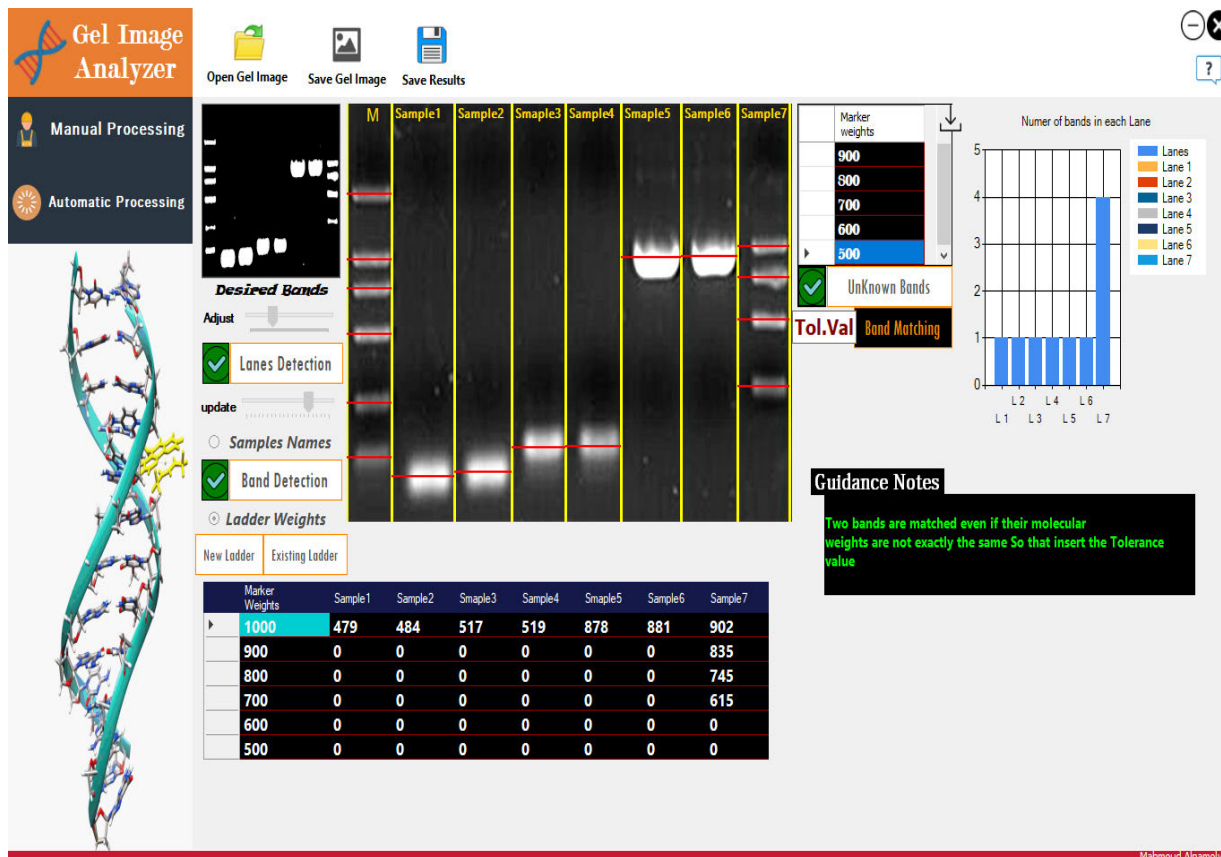 Gel Image
Analyzer
Manual Processing
Automatic Processing
Open Gel Image
Save Gel Image
Save Results
?
Desired Bands
Adjust
Lanes Detection
update
Samples Names
Band Detection
Ladder Weights
New Ladder
Existing Ladder
M
Sample1
Sample2
Smaple3
Sample4
Smaple5
Sample6
Sample7
Marker
weights
900
800
700
600
500
UnKnown Bands
Tol.Val
Band Matching
Numer of bands in each Lane
5
4
3
2
1
0
L 2 L 4 L 6
L 1 L 3 L 5 L 7
Lanes
Lane 1
Lane 2
Lane 3
Lane 4
Lane 5
Lane 6
Lane 7
Guidance Notes
Two bands are matched even if their molecular
weights are not exactly the same So that insert the Tolerance
value
Marker
Weights
Sample1 Sample2 Smaple3 Sample4 Smaple5 Sample6 Sample7
1000 479 484 517 519 878 881 902
900 0 0 0 0 0 0 835
800 0 0 0 0 0 0 745
700 0 0 0 0 0 0 615
600 0 0 0 0 0 0 0
500 0 0 0 0 0 0 0